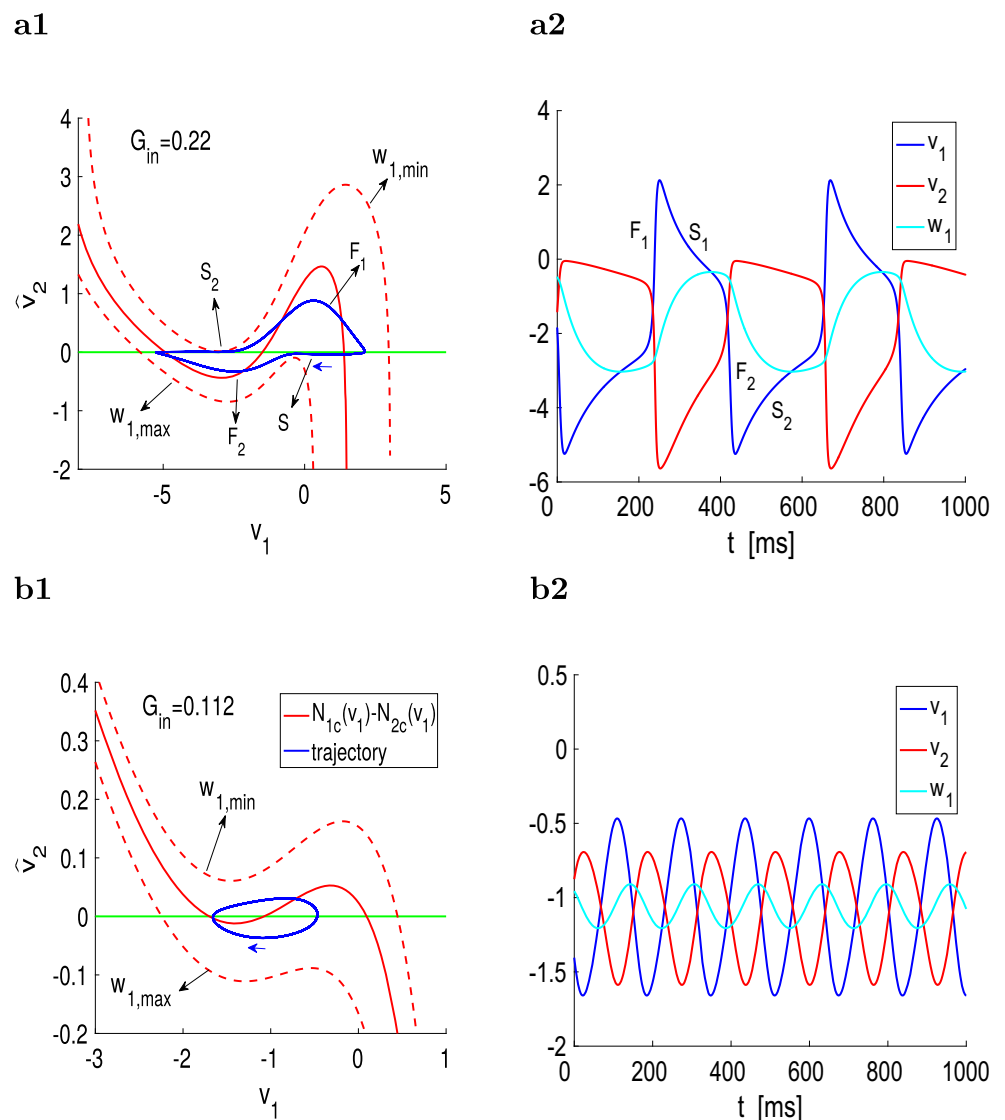 a1
G_in=0.22
w_1,min
F_1
S_2
w_1,max
F_2
S
v̂_2
4
3
2
1
0
-1
-2
-5
0
5
v_1
a2
v_1
v_2
w_1
F_1
S_1
F_2
S_2
4
2
0
-2
-4
-6
0
200
400
600
800
1000
t [ms]
b1
G_in=0.112
N_1c(v_1)-N_2c(v_1)
trajectory
w_1,min
w_1,max
v̂_2
0.4
0.3
0.2
0.1
0
-0.1
-0.2
-3
-2
-1
0
1
v_1
b2
v_1
v_2
w_1
0.5
0
-0.5
-1
-1.5
-2
0
200
400
600
800
1000
t [ms]